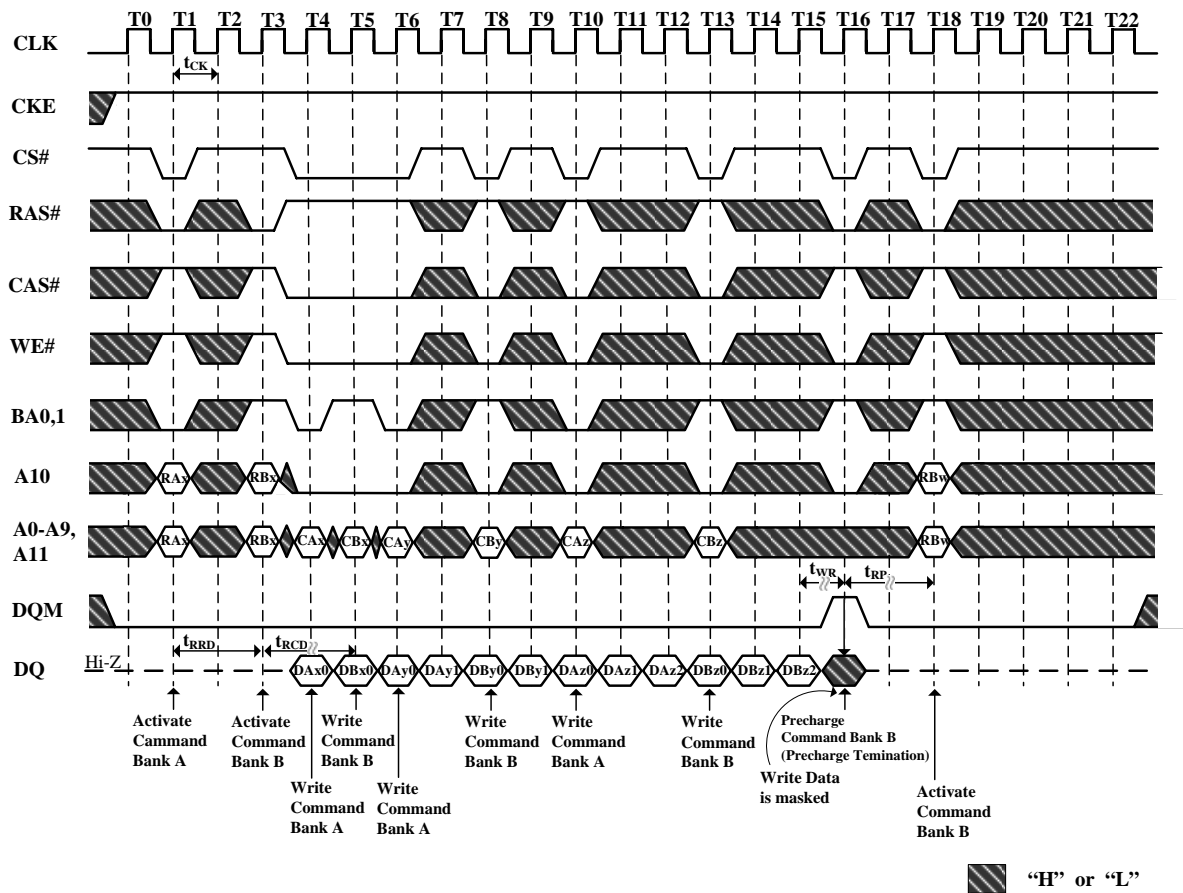 T0 T1 T2 T3 T4 T5 T6 T7 T8 T9 T10 T11 T12 T13 T14 T15 T16 T17 T18 T19 T20 T21 T22
CLK
tCK
CKE
CS#
RAS#
CAS#
WE#
BA0,1
A10
RAx RBx RBw
A0-A9,
A11
RAx RBx CAx CBx CAy CBy CAz CBz RBw
tWR tRP
DQM
tRRD tRCD
DQ
Hi-Z
DAx0 DBx0 DAy0 DAy1 DBy0 DBy1 DAz0 DAz1 DAz2 DBz0 DBz1 DBz2
Activate
Cammand
Bank A
Activate
Command
Bank B
Write
Command
Bank B
Write
Command
Bank B
Write
Command
Bank A
Write
Command
Bank B
Precharge
Command Bank B
(Precharge Temination)
Write
Command
Bank A
Write
Command
Bank A
Write Data
is masked
Activate
Command
Bank B
“H” or “L”